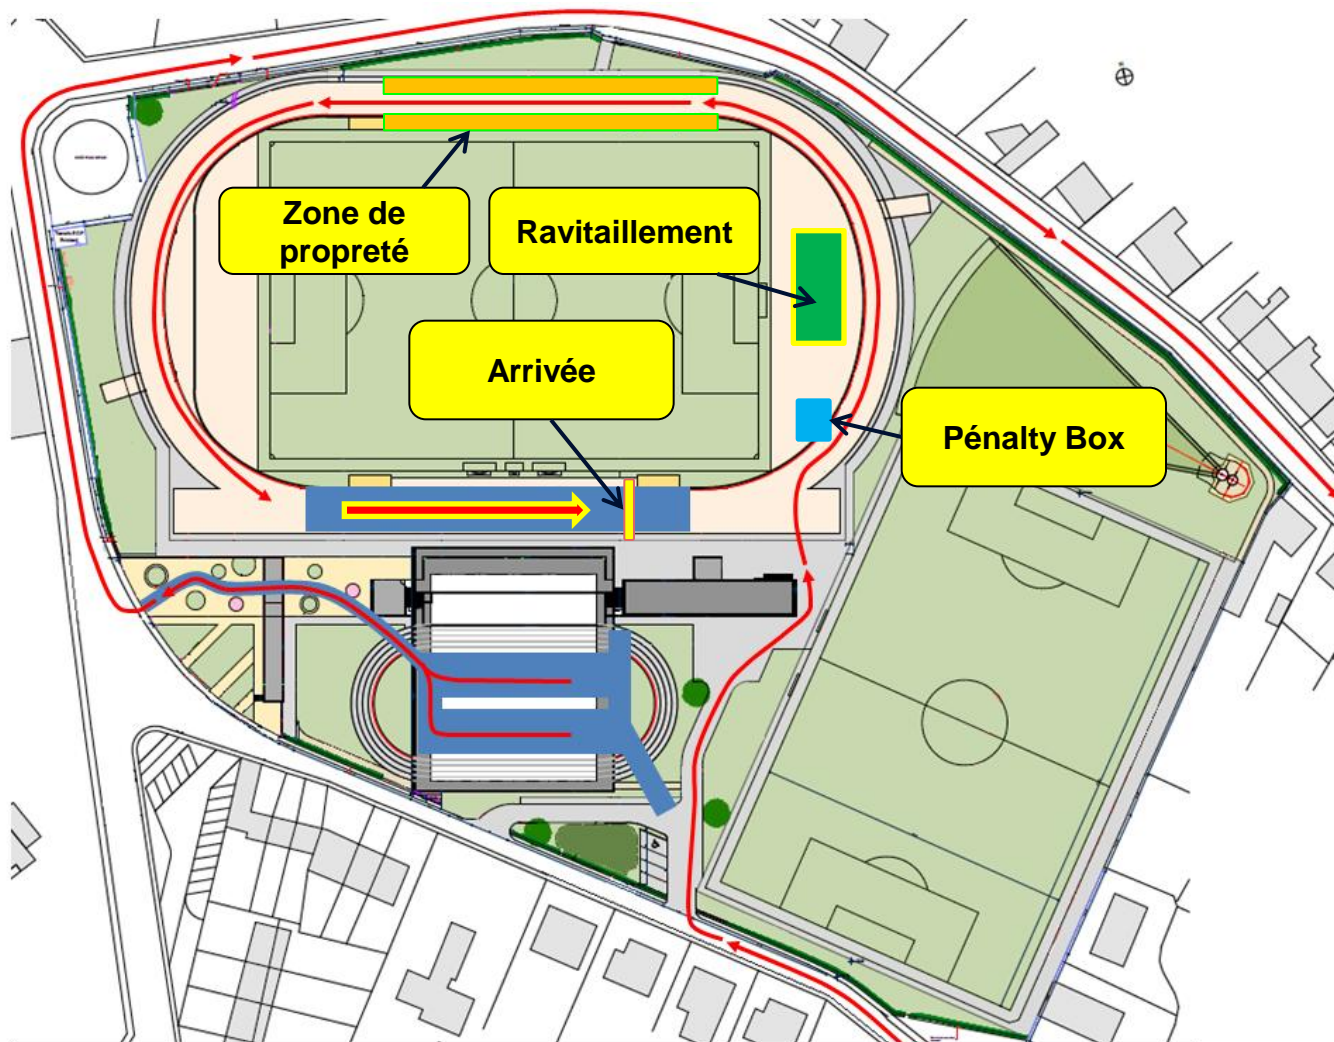 Zone de
propreté
Ravitaillement
Arrivée
Pénalty Box